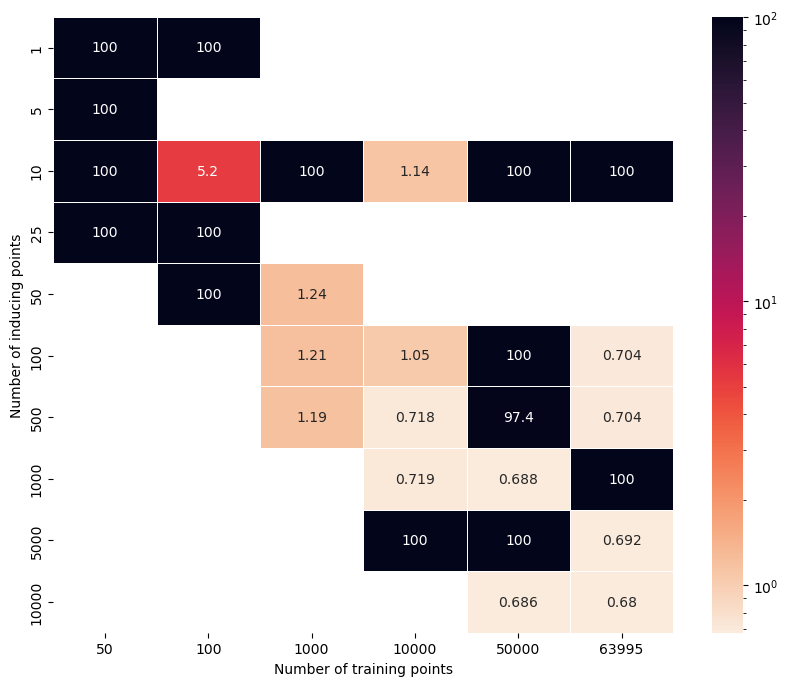 1 100 100 10²
5 100
10 100 5.2 100 1.14 100 100
25 100 100
Number of inducing points
50 100 1.24 10¹
100 1.21 1.05 100 0.704
500 1.19 0.718 97.4 0.704
1000 0.719 0.688 100
5000 100 100 0.692
10⁰
10000 0.686 0.68
50 100 1000 10000 50000 63995
Number of training points